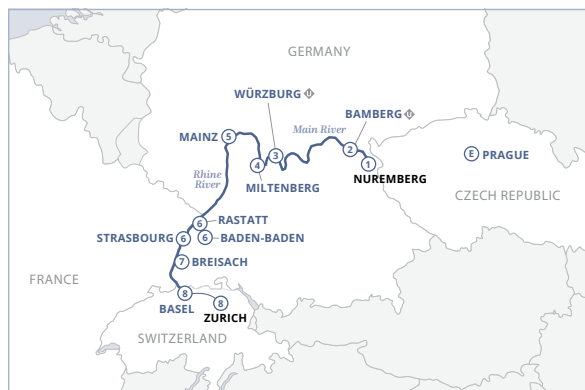 GERMANY
WÜRZBURG U
BAMBERG U
Main River
MAINZ 5
3
2
E PRAGUE
4
1
MILTENBERG
NUREMBERG
Rhine
River
CZECH REPUBLIC
6 RASTATT
STRASBOURG 6
6 BADEN-BADEN
7 BREISACH
FRANCE
8
8
BASEL
ZURICH
SWITZERLAND